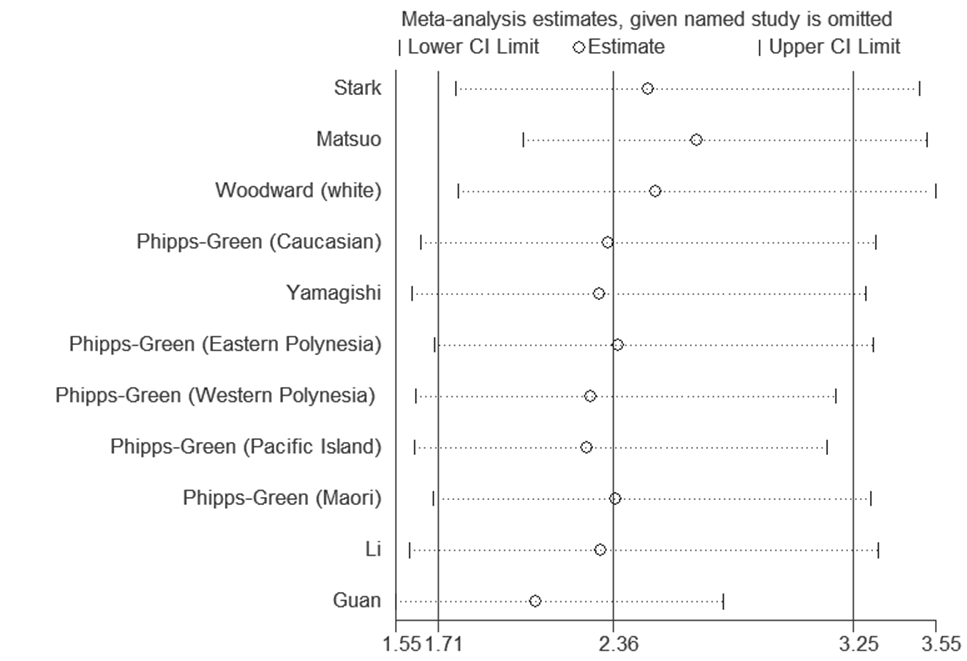 Meta-analysis estimates, given named study is omitted
| Lower CI Limit ○Estimate | Upper CI Limit
Stark
Matsuo
Woodward (white)
Phipps-Green (Caucasian)
Yamagishi
Phipps-Green (Eastern Polynesia)
Phipps-Green (Western Polynesia)
Phipps-Green (Pacific Island)
Phipps-Green (Maori)
Li
Guan
1.55 1.71 2.36 3.25 3.55